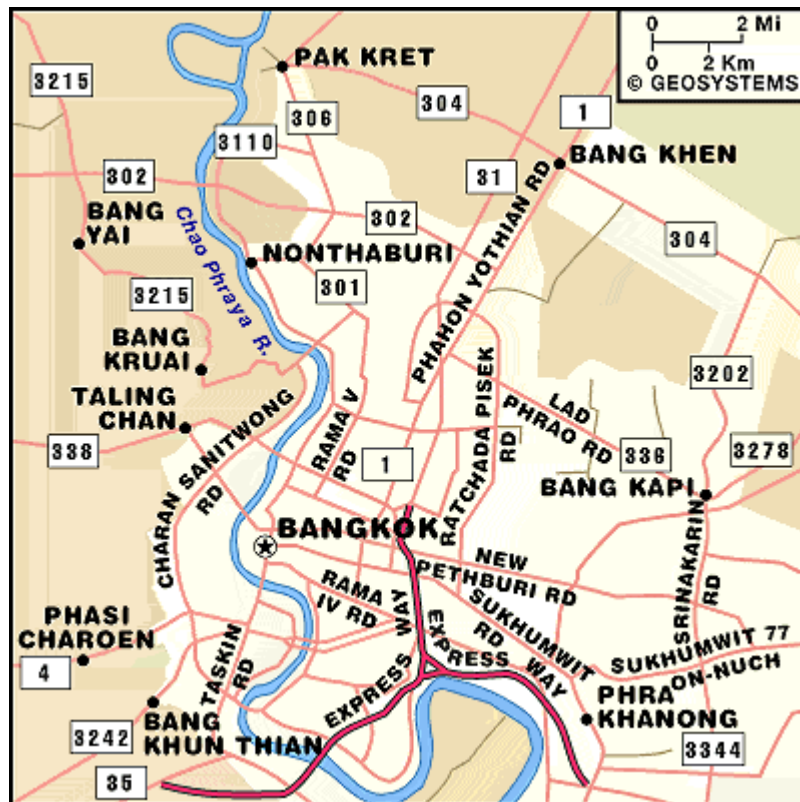 0 2 Mi
0 2 Km
© GEOSYSTEMS
PAK KRET
3215
306
304
1
3110
BANG KHEN
302
31
BANG
YAI
302
304
Chao Phraya R.
NONTHABURI
PHAHON YOTHIAN RD
3215
301
BANG
KRUAI
3202
TALING
CHAN
LAD
PHRAO RD
CHARAN SANITWONG
RD
RAMA V
RD
RATCHADA PISEK
RD
338
1
336
3278
BANG KAPI
BANGKOK
NEW
PETHBURI RD
SRINAKARIN
RD
RAMA
IV RD
SUKHUMWIT
RD
PHASI
CHAROEN
4
TASKIN
RD
EXPRESS WAY
EXPRESS WAY
SUKHUMWIT 77
ON-NUCH
PHRA
KHANONG
BANG
KHUN THIAN
3242
3344
35